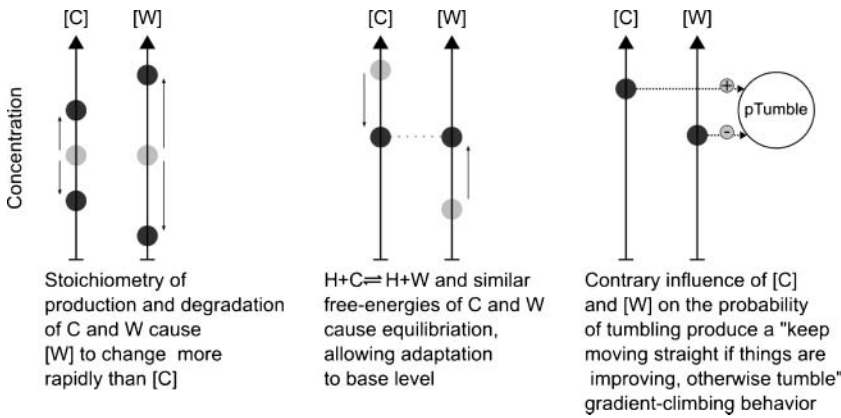 [C] [W] [C] [W] [C] [W]
Concentration
+
pTumble
-
Stoichiometry of
production and degradation
of C and W cause
[W] to change more
rapidly than [C]
H+C⇌H+W and similar
free-energies of C and W
cause equilibriation,
allowing adaptation
to base level
Contrary influence of [C]
and [W] on the probability
of tumbling produce a "keep
moving straight if things are
improving, otherwise tumble"
gradient-climbing behavior